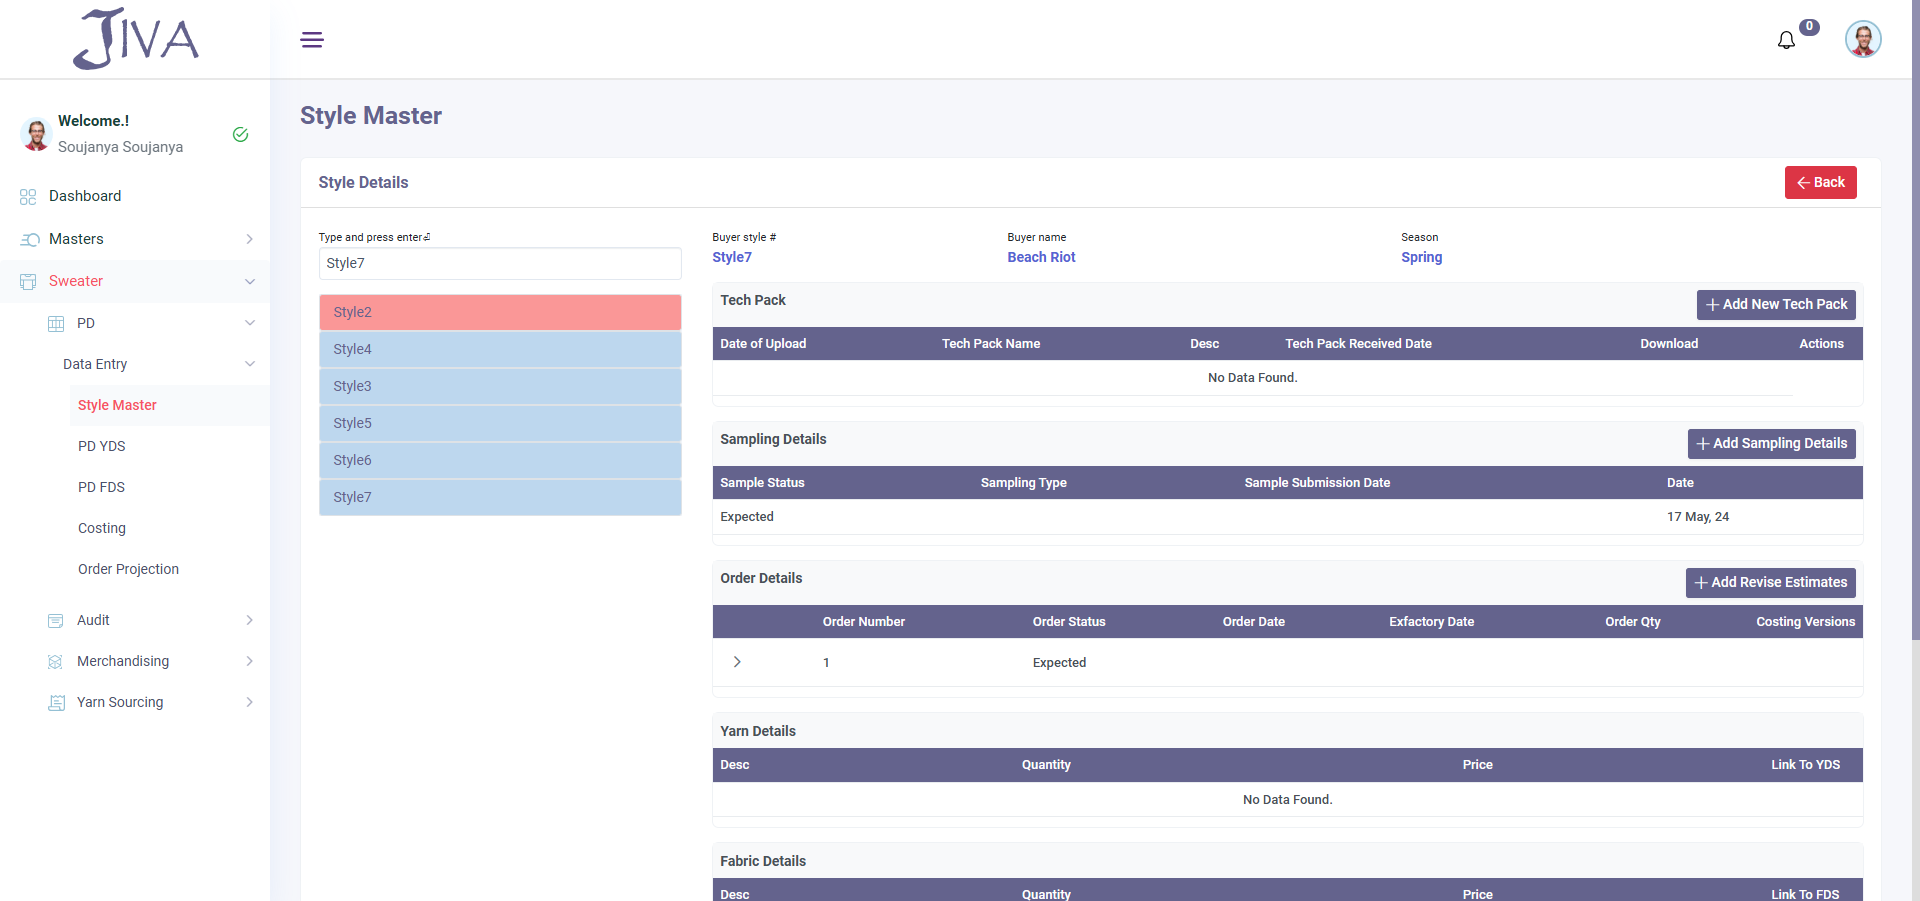 JIVA
0
Welcome.!
Soujanya Soujanya
Dashboard
Masters
Sweater
PD
Data Entry
Style Master
PD YDS
PD FDS
Costing
Order Projection
Audit
Merchandising
Yarn Sourcing
Style Master
Style Details
Back
Type and press enter⏎
Style7
Style2
Style4
Style3
Style5
Style6
Style7
Buyer style # Buyer name Season
Style7 Beach Riot Spring
Tech Pack
Add New Tech Pack
Date of Upload Tech Pack Name Desc Tech Pack Received Date Download Actions
No Data Found.
Sampling Details
Add Sampling Details
Sample Status Sampling Type Sample Submission Date Date
Expected 17 May, 24
Order Details
Add Revise Estimates
Order Number Order Status Order Date Exfactory Date Order Qty Costing Versions
1 Expected
Yarn Details
Desc Quantity Price Link To YDS
No Data Found.
Fabric Details
Desc Quantity Price Link To FDS